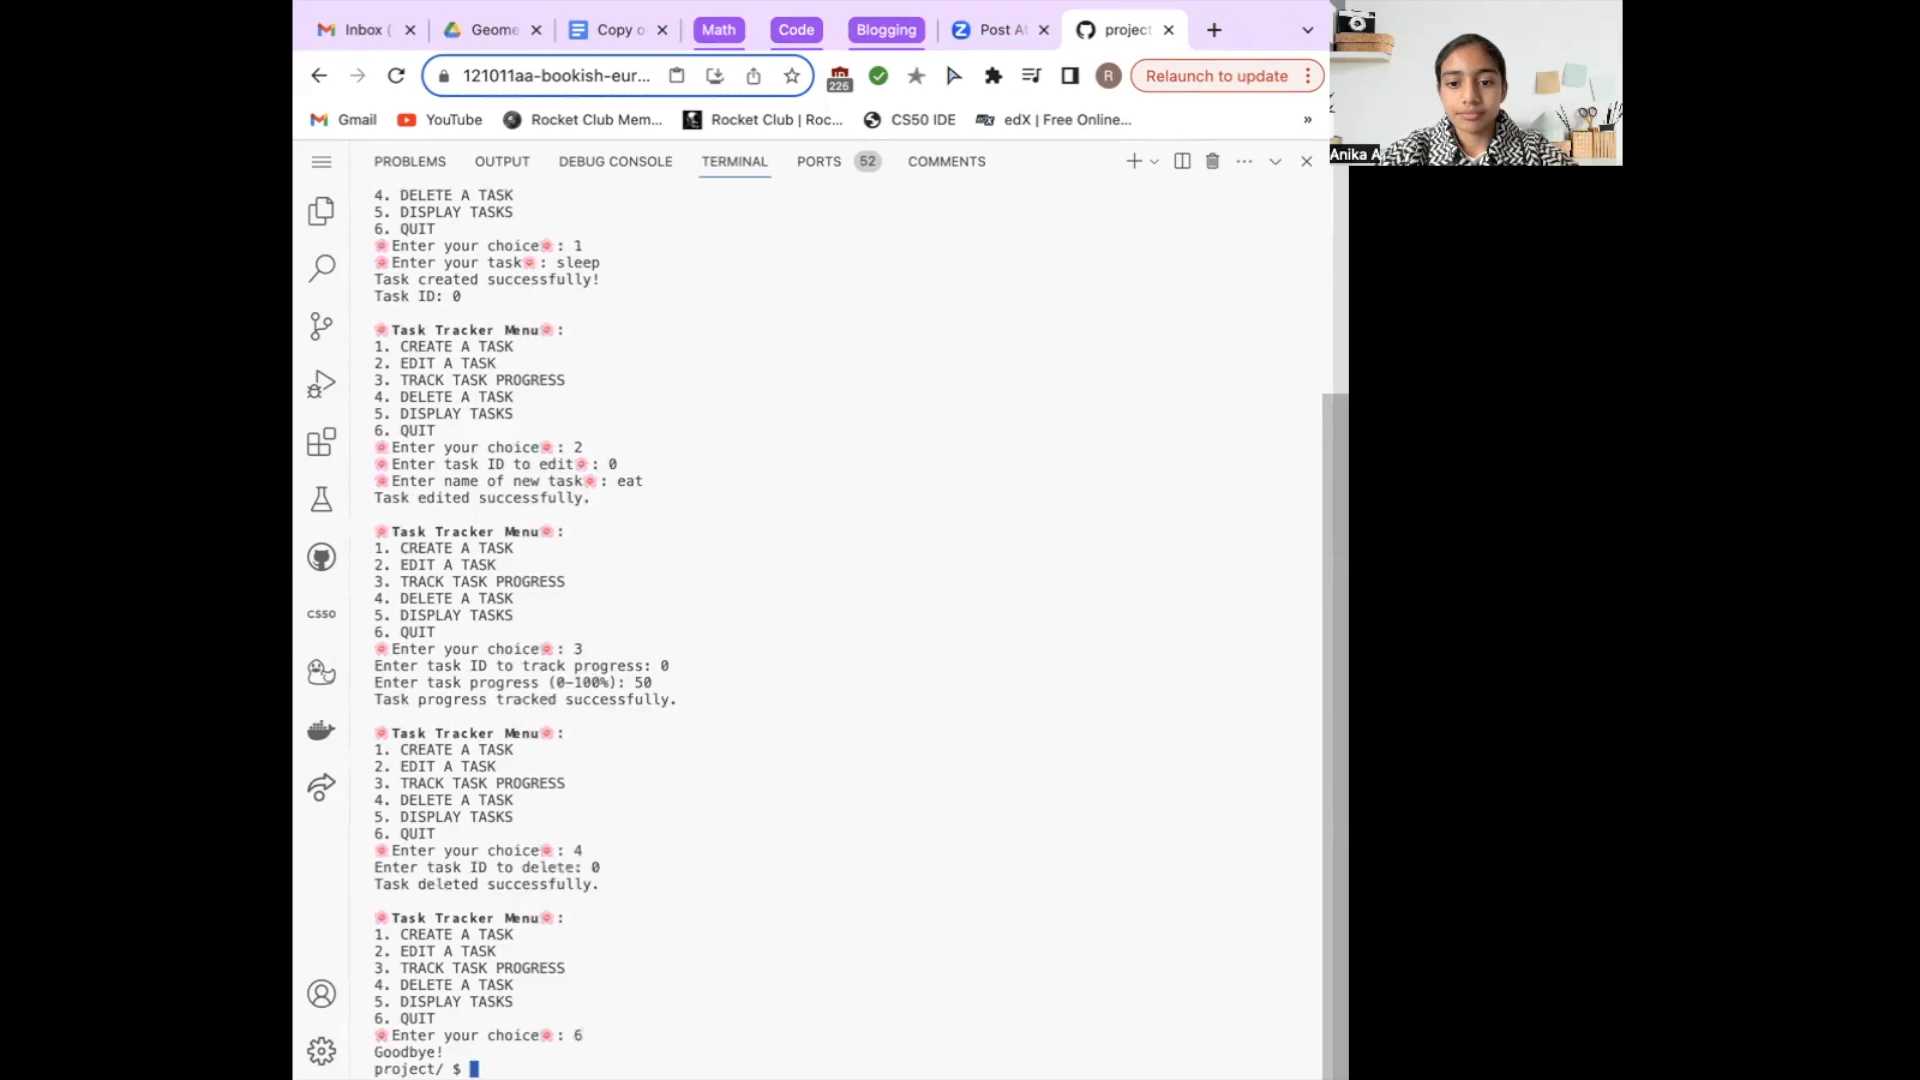 Inbox (
Geome
Copy o
Math
Code
Blogging
Post At
project
121011aa-bookish-eur...
225
R
Relaunch to update
Gmail
YouTube
Rocket Club Mem...
Rocket Club | Roc...
CS50 IDE
edX | Free Online...
»
Anika A
PROBLEMS OUTPUT DEBUG CONSOLE TERMINAL PORTS 52 COMMENTS
CS50
4. DELETE A TASK
5. DISPLAY TASKS
6. QUIT
🌸Enter your choice🌸: 1
🌸Enter your task🌸: sleep
Task created successfully!
Task ID: 0
🌸Task Tracker Menu🌸:
1. CREATE A TASK
2. EDIT A TASK
3. TRACK TASK PROGRESS
4. DELETE A TASK
5. DISPLAY TASKS
6. QUIT
🌸Enter your choice🌸: 2
🌸Enter task ID to edit🌸: 0
🌸Enter name of new task🌸: eat
Task edited successfully.
🌸Task Tracker Menu🌸:
1. CREATE A TASK
2. EDIT A TASK
3. TRACK TASK PROGRESS
4. DELETE A TASK
5. DISPLAY TASKS
6. QUIT
🌸Enter your choice🌸: 3
Enter task ID to track progress: 0
Enter task progress (0-100%): 50
Task progress tracked successfully.
🌸Task Tracker Menu🌸:
1. CREATE A TASK
2. EDIT A TASK
3. TRACK TASK PROGRESS
4. DELETE A TASK
5. DISPLAY TASKS
6. QUIT
🌸Enter your choice🌸: 4
Enter task ID to delete: 0
Task deleted successfully.
🌸Task Tracker Menu🌸:
1. CREATE A TASK
2. EDIT A TASK
3. TRACK TASK PROGRESS
4. DELETE A TASK
5. DISPLAY TASKS
6. QUIT
🌸Enter your choice🌸: 6
Goodbye!
project/ $